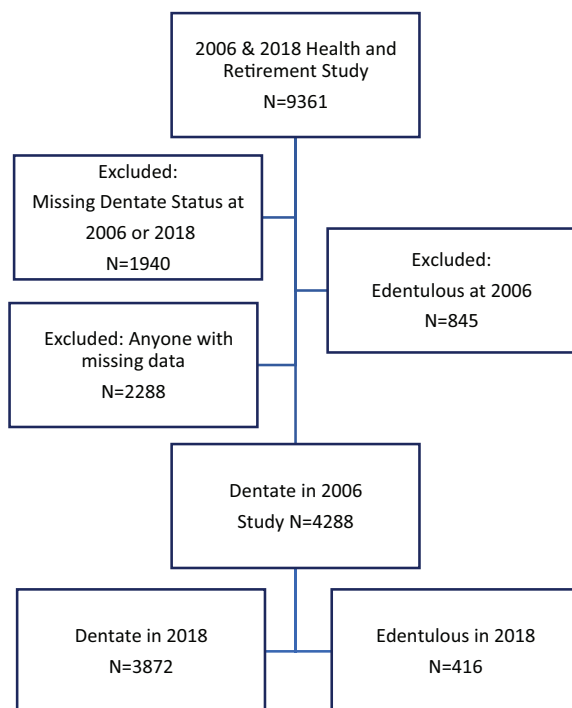 2006 & 2018 Health and
Retirement Study
N=9361
Excluded:
Missing Dentate Status at
2006 or 2018
N=1940
Excluded:
Edentulous at 2006
N=845
Excluded: Anyone with
missing data
N=2288
Dentate in 2006
Study N=4288
Dentate in 2018
N=3872
Edentulous in 2018
N=416